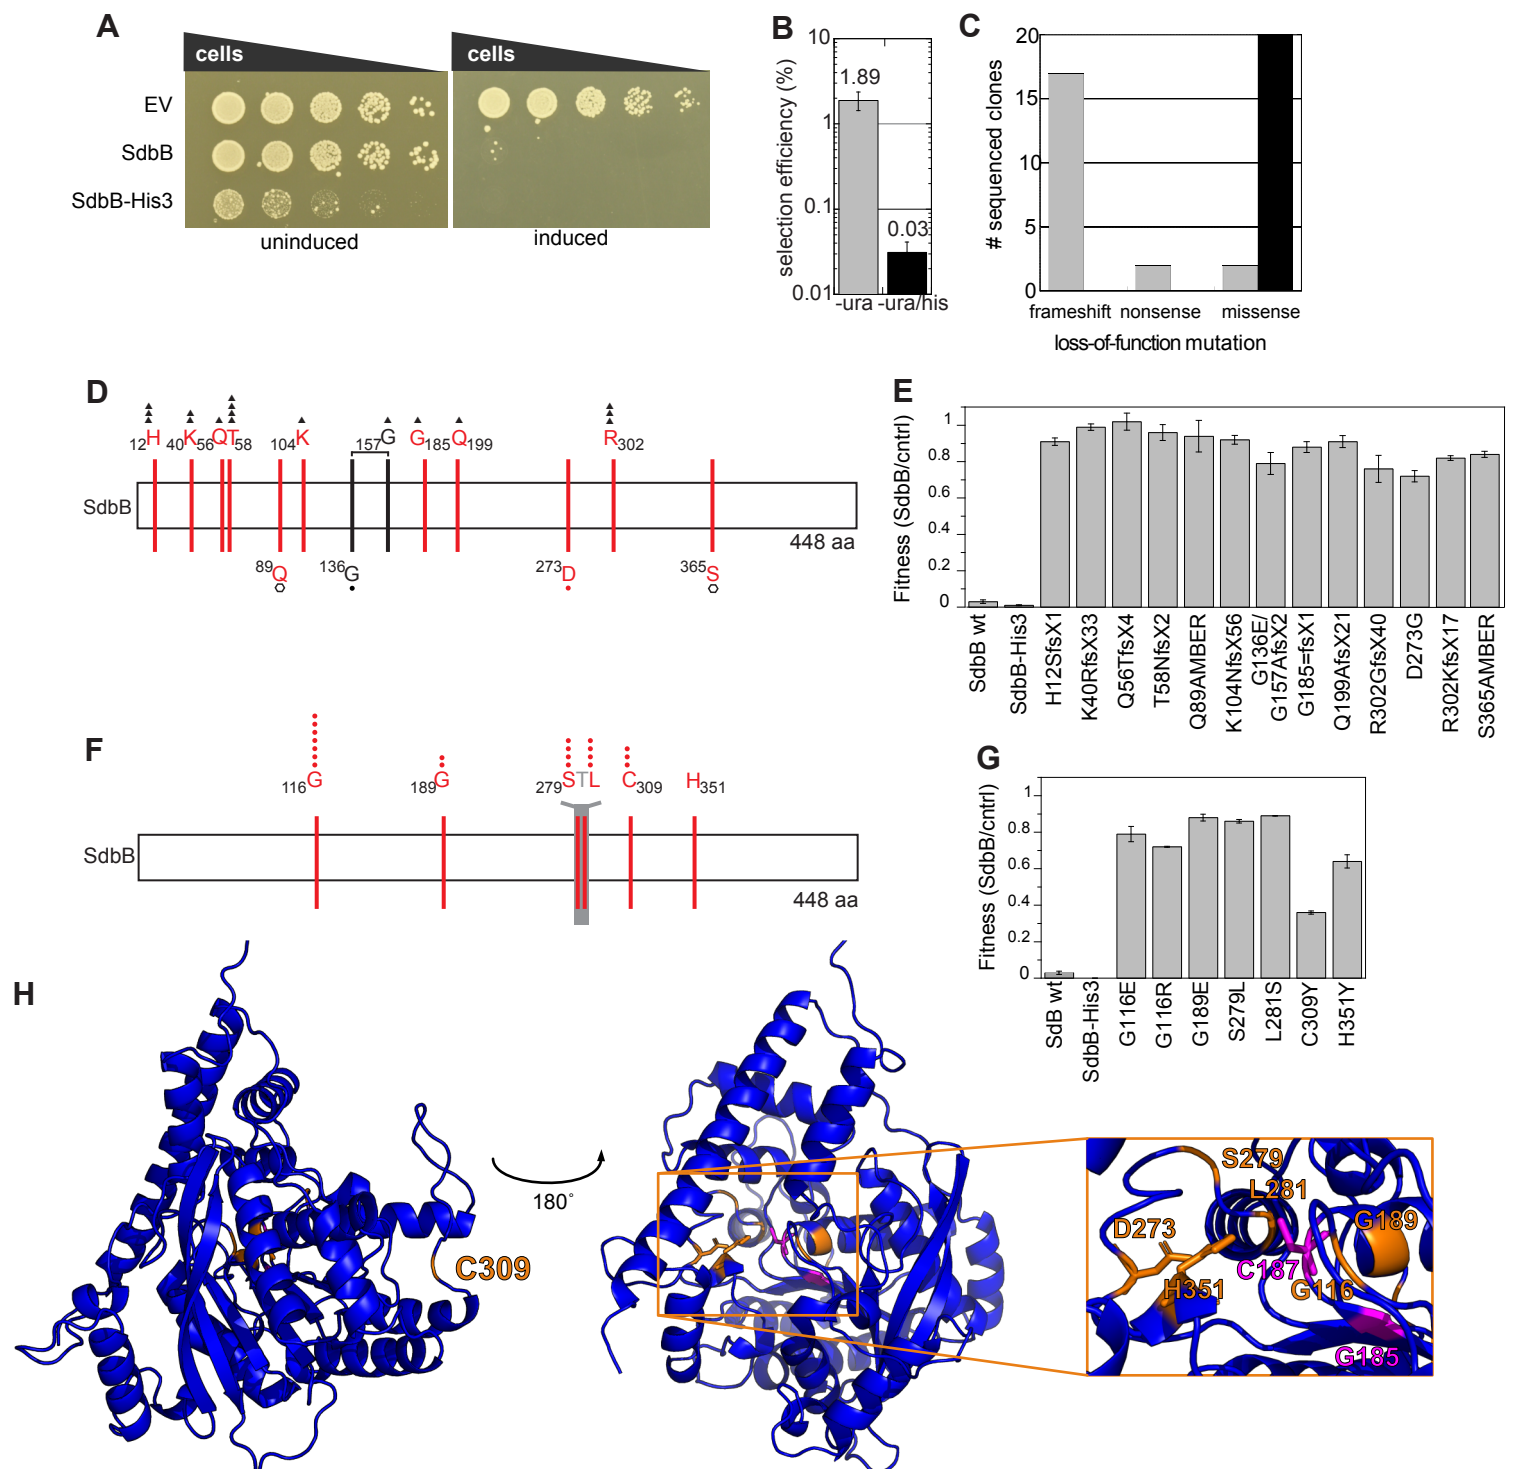 A
cells
cells
EV
SdbB
SdbB-His3
uninduced
induced
B
selection efficiency (%)
10
1
0.1
0.01
1.89
0.03
-ura
-ura/his
C
# sequenced clones
20
15
10
5
0
frameshift
nonsense
missense
loss-of-function mutation
D
12H
40K
56Q
T58
104K
157G
G185
Q199
R302
SdbB
448 aa
89Q
136G
273D
365S
E
Fitness (SdbB/cntrl)
1
0.8
0.6
0.4
0.2
0
SdbB wt
SdbB-His3
H12SfsX1
K40RfsX33
Q56TfsX4
T58NfsX2
Q89AMBER
K104NfsX56
G136E/
G157AfsX2
G185=fsX1
Q199AfsX21
R302GfsX40
D273G
R302KfsX17
S365AMBER
F
116G
189G
279STL
C309
H351
SdbB
448 aa
G
Fitness (SdbB/cntrl)
1
0.8
0.6
0.4
0.2
0
SdB wt
SdbB-His3
G116E
G116R
G189E
S279L
L281S
C309Y
H351Y
H
C309
180°
S279
L281
D273
G189
C187
H351
G116
G185